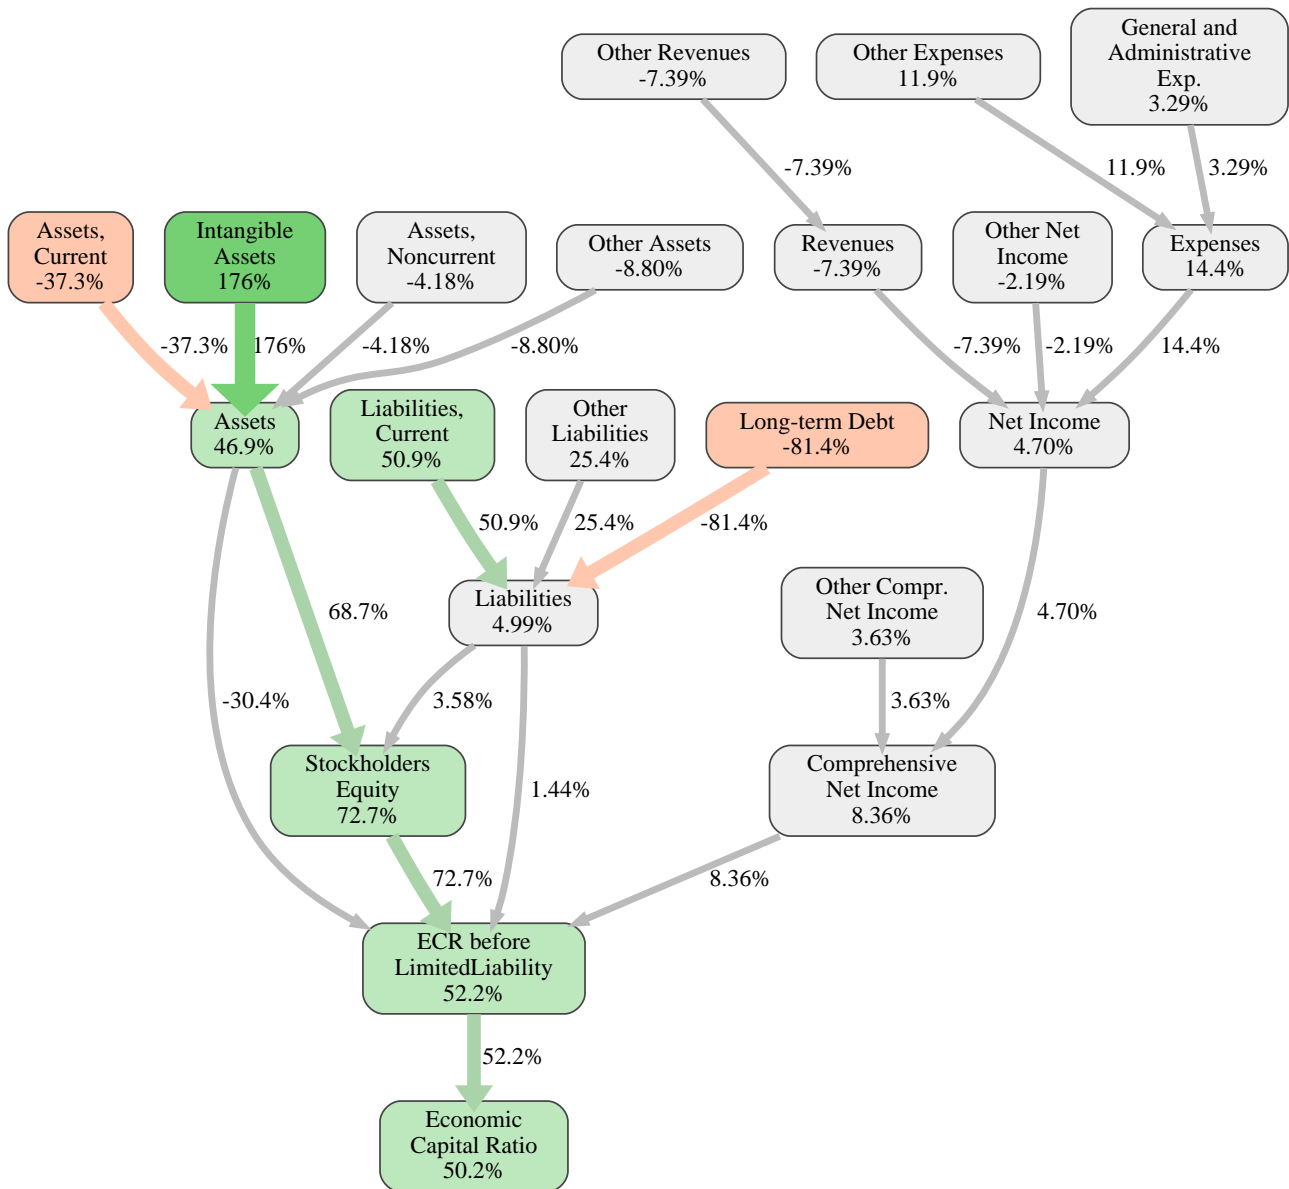 Other Revenues
-7.39%
Other Expenses
11.9%
General and
Administrative
Exp.
3.29%
-7.39%
11.9%
3.29%
Assets,
Current
-37.3%
Intangible
Assets
176%
Assets,
Noncurrent
-4.18%
Other Assets
-8.80%
Revenues
-7.39%
Other Net
Income
-2.19%
Expenses
14.4%
-37.3%
176%
-4.18%
-8.80%
-7.39%
-2.19%
14.4%
Assets
46.9%
Liabilities,
Current
50.9%
Other
Liabilities
25.4%
Long-term Debt
-81.4%
Net Income
4.70%
50.9%
25.4%
-81.4%
Liabilities
4.99%
Other Compr.
Net Income
3.63%
68.7%
4.70%
-30.4%
3.58%
3.63%
Stockholders
Equity
72.7%
1.44%
Comprehensive
Net Income
8.36%
72.7%
8.36%
ECR before
LimitedLiability
52.2%
52.2%
Economic
Capital Ratio
50.2%